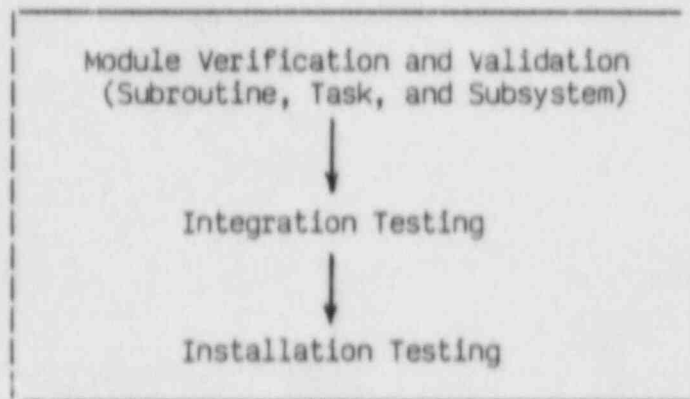 Module Verification and Validation
(Subroutine, Task, and Subsystem)
Integration Testing
Installation Testing